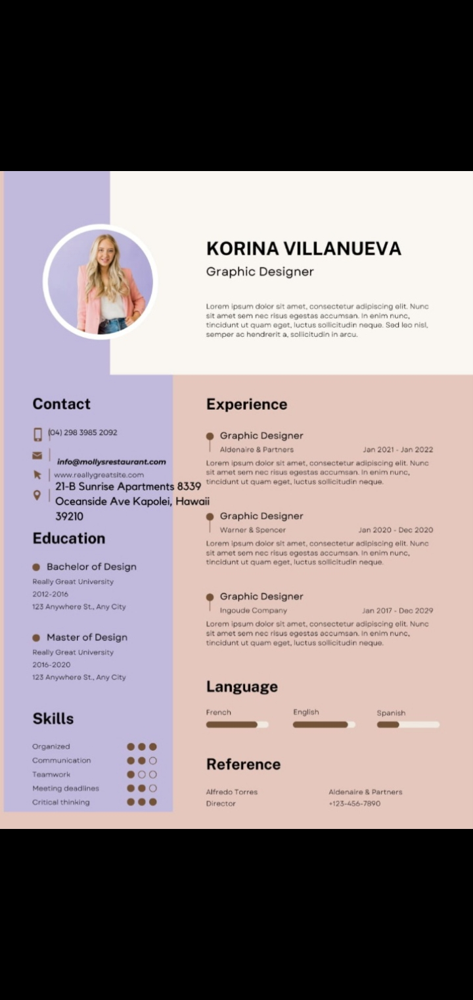 KORINA VILLANUEVA
Graphic Designer
Lorem ipsum dolor sit amet, consectetur adipiscing elit. Nunc
sit amet sem nec risus egestas accumsan. In enim nunc,
tincidunt ut quam eget, luctus sollicitudin neque. Sed leo nisl,
semper ac hendrerit a, sollicitudin in arcu.
Contact
(04) 298 3985 2092
info@mollysrestaurant.com
www.reallygreatsite.com
21-B Sunrise Apartments 8339
Oceanside Ave Kapolei, Hawaii
39210
Education
Bachelor of Design
Really Great University
2012-2016
123 Anywhere St., Any City
Master of Design
Really Great University
2016-2020
123 Anywhere St., Any City
Skills
Organized
Communication
Teamwork
Meeting deadlines
Critical thinking
Experience
Graphic Designer
Aldenaire & Partners Jan 2021 - Jan 2022
Lorem ipsum dolor sit amet, consectetur adipiscing elit. Nunc
sit amet sem nec risus egestas accumsan. In enim nunc,
tincidunt ut quam eget, luctus sollicitudin neque.
Graphic Designer
Warner & Spencer Jan 2020 - Dec 2020
Lorem ipsum dolor sit amet, consectetur adipiscing elit. Nunc
sit amet sem nec risus egestas accumsan. In enim nunc,
tincidunt ut quam eget, luctus sollicitudin neque.
Graphic Designer
Ingoude Company Jan 2017 - Dec 2029
Lorem ipsum dolor sit amet, consectetur adipiscing elit. Nunc
sit amet sem nec risus egestas accumsan. In enim nunc,
tincidunt ut quam eget, luctus sollicitudin neque.
Language
French English Spanish
Reference
Alfredo Torres Aldenaire & Partners
Director +123-456-7890